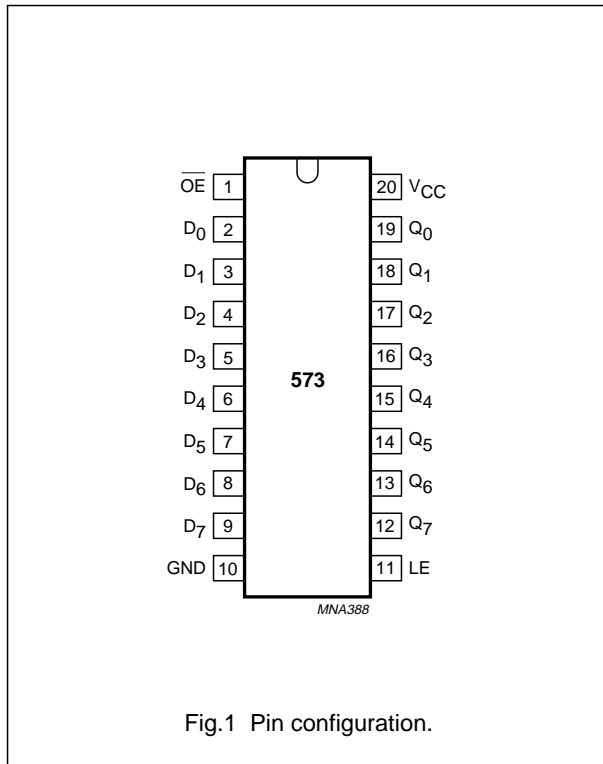 OE 1 20 VCC
D0 2 19 Q0
D1 3 18 Q1
D2 4 17 Q2
D3 5 16 Q3
573
D4 6 15 Q4
D5 7 14 Q5
D6 8 13 Q6
D7 9 12 Q7
GND 10 11 LE
MNA388
Fig.1 Pin configuration.